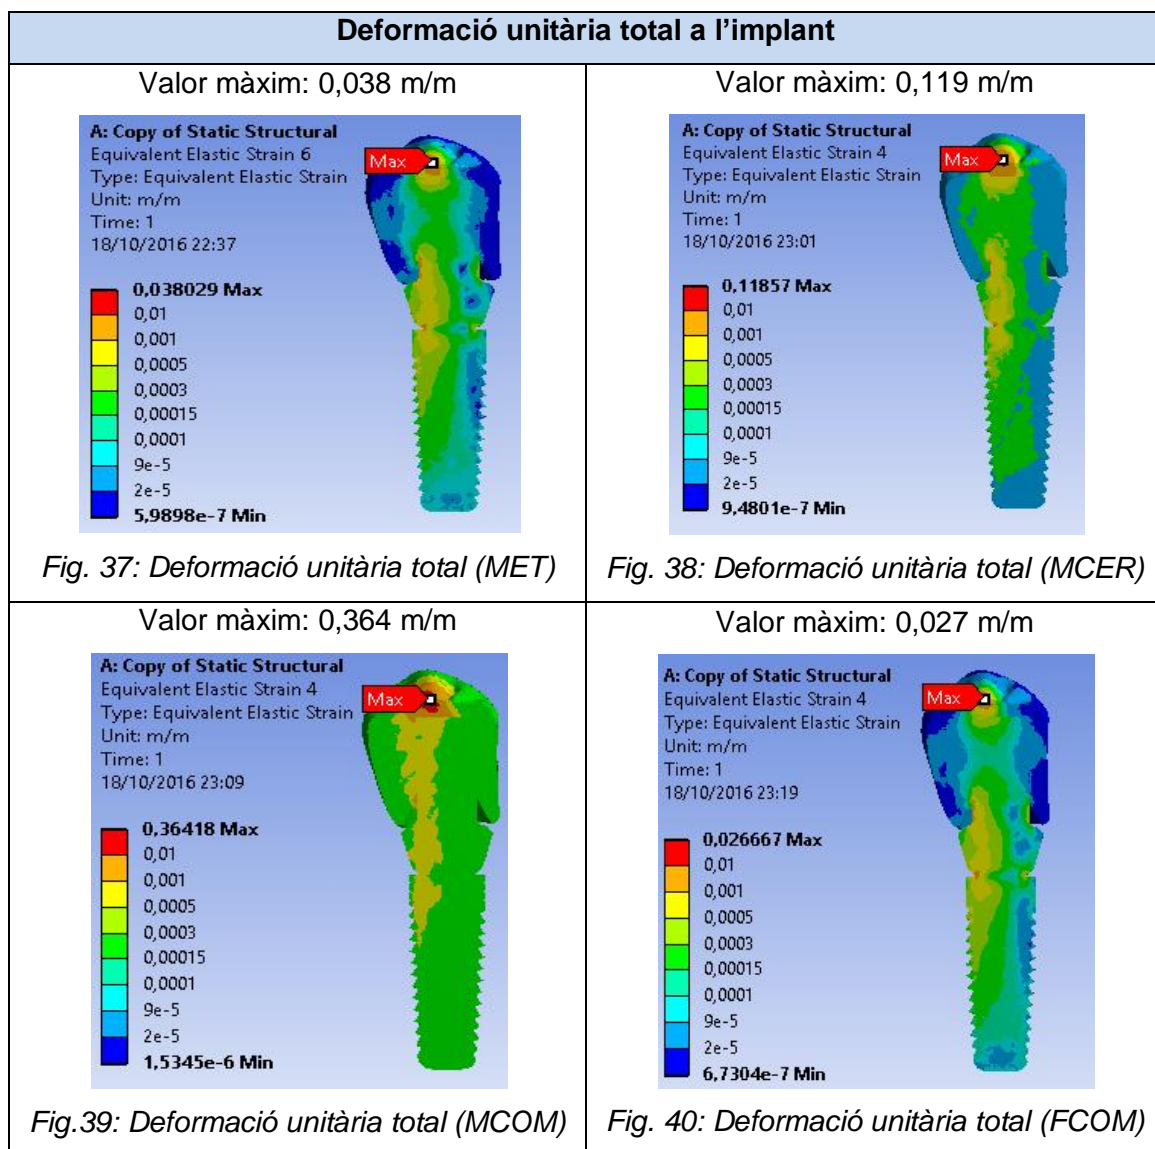 Deformació unitària total a l’implant
Valor màxim: 0,038 m/m
A: Copy of Static Structural
Equivalent Elastic Strain 6
Type: Equivalent Elastic Strain
Unit: m/m
Time: 1
18/10/2016 22:37
Max
0,038029 Max
0,01
0,001
0,0005
0,0003
0,00015
0,0001
9e-5
2e-5
5,9898e-7 Min
Fig. 37: Deformació unitària total (MET)
Valor màxim: 0,119 m/m
A: Copy of Static Structural
Equivalent Elastic Strain 4
Type: Equivalent Elastic Strain
Unit: m/m
Time: 1
18/10/2016 23:01
Max
0,11857 Max
0,01
0,001
0,0005
0,0003
0,00015
0,0001
9e-5
2e-5
9,4801e-7 Min
Fig. 38: Deformació unitària total (MCER)
Valor màxim: 0,364 m/m
A: Copy of Static Structural
Equivalent Elastic Strain 4
Type: Equivalent Elastic Strain
Unit: m/m
Time: 1
18/10/2016 23:09
Max
0,36418 Max
0,01
0,001
0,0005
0,0003
0,00015
0,0001
9e-5
2e-5
1,5345e-6 Min
Fig.39: Deformació unitària total (MCOM)
Valor màxim: 0,027 m/m
A: Copy of Static Structural
Equivalent Elastic Strain 4
Type: Equivalent Elastic Strain
Unit: m/m
Time: 1
18/10/2016 23:19
Max
0,026667 Max
0,01
0,001
0,0005
0,0003
0,00015
0,0001
9e-5
2e-5
6,7304e-7 Min
Fig. 40: Deformació unitària total (FCOM)